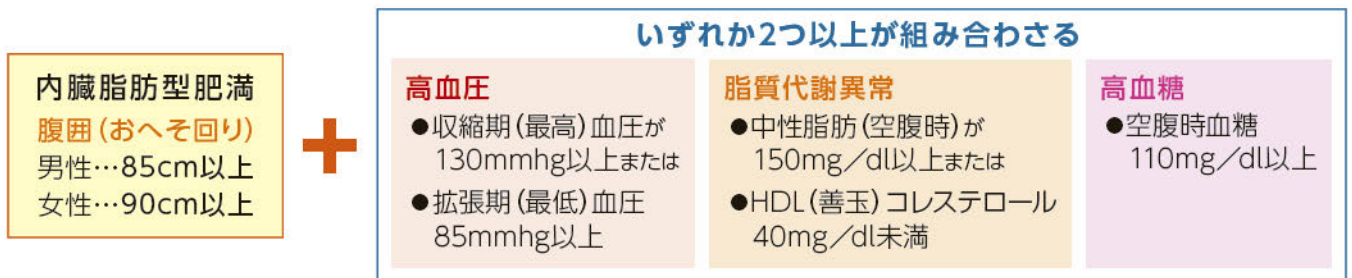 内臓脂肪型肥満
腹囲(おへそ回り)
男性…85cm以上
女性…90cm以上
+
いずれか2つ以上が組み合わさる
高血圧
●収縮期(最高)血圧が
130mmhg以上または
●拡張期(最低)血圧
85mmhg以上
脂質代謝異常
●中性脂肪(空腹時)が
150mg/dl以上または
●HDL(善玉)コレステロール
40mg/dl未満
高血糖
●空腹時血糖
110mg/dl以上